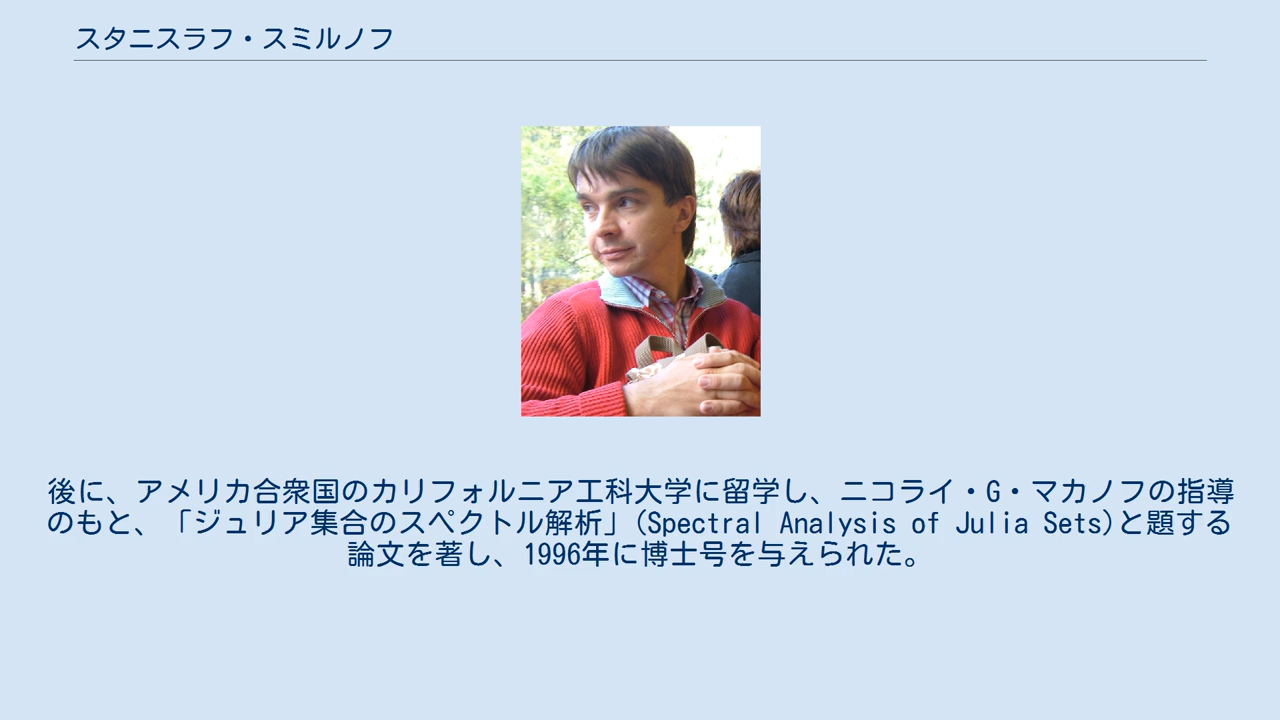 スタニスラフ・スミルノフ
後に、アメリカ合衆国のカリフォルニア工科大学に留学し、ニコライ・G・マカノフの指導
のもと、「ジュリア集合のスペクトル解析」(Spectral Analysis of Julia Sets)と題する
論文を著し、1996年に博士号を与えられた。